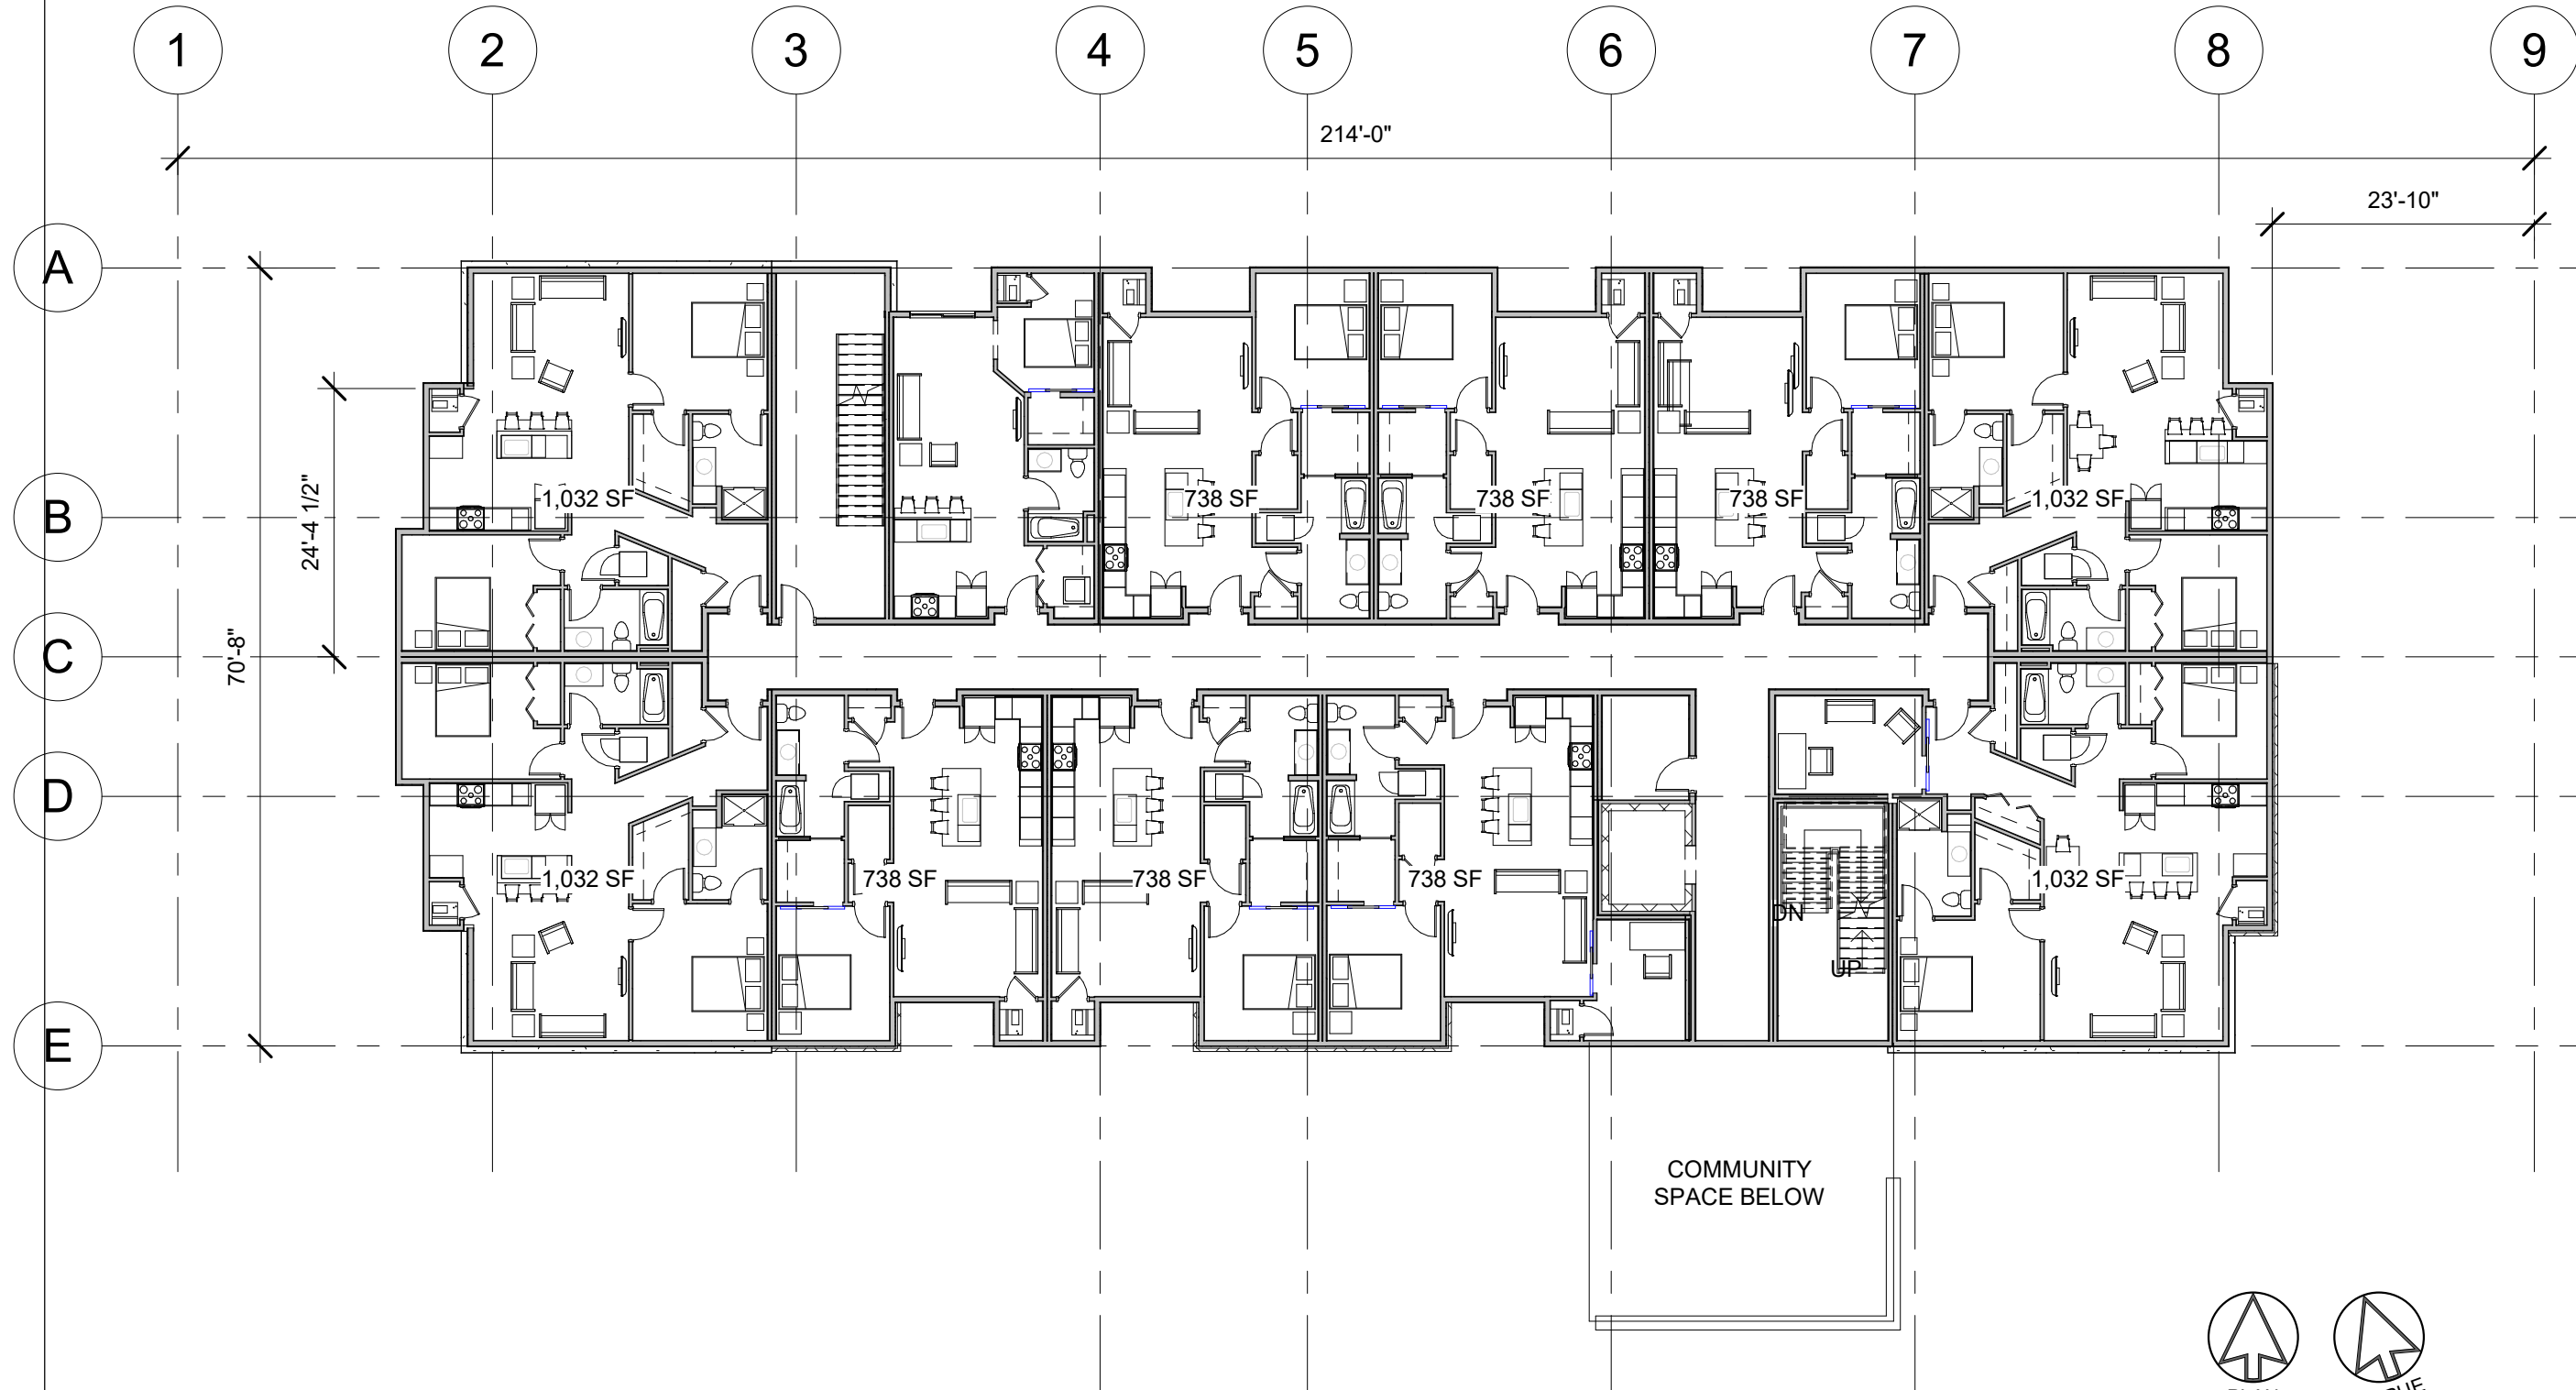 1 2 3 4 5 6 7 8 9
214'-0"
23'-10"
A
B
C
D
E
24'-4 1/2"
70'-8"
1,032 SF
738 SF
738 SF
738 SF
1,032 SF
1,032 SF
738 SF
738 SF
738 SF
1,032 SF
DN
UP
COMMUNITY
SPACE BELOW